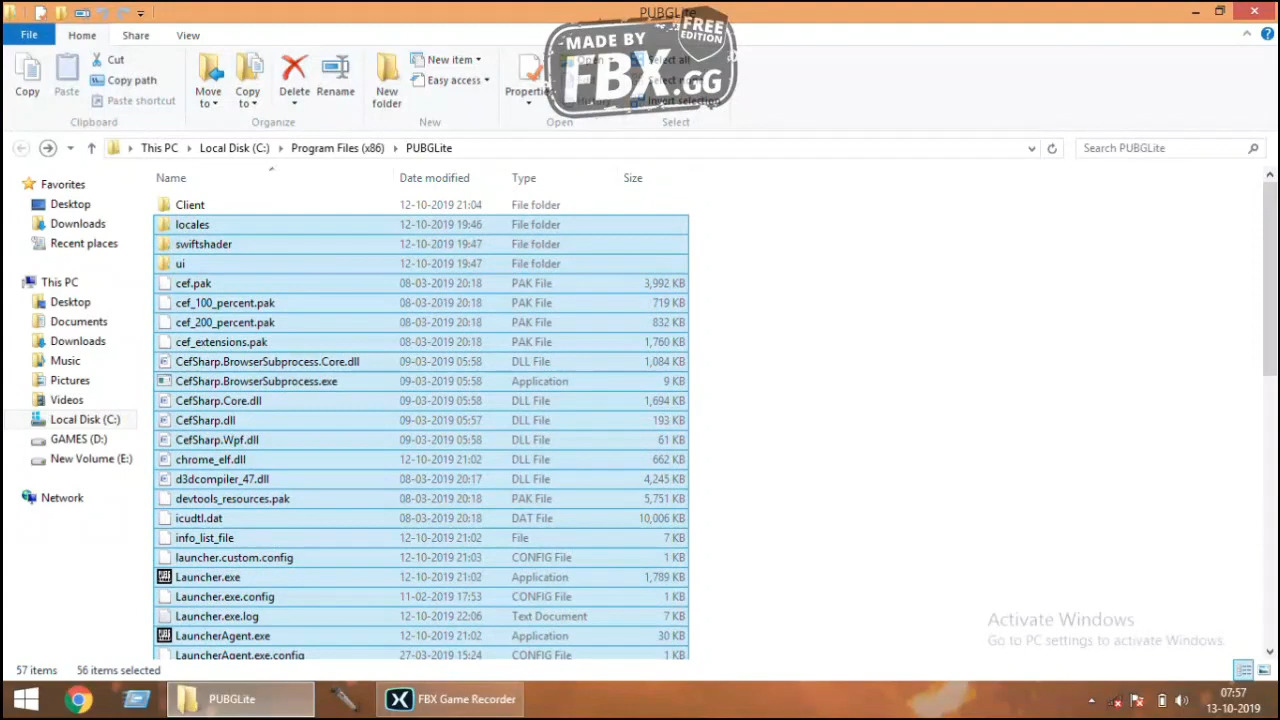 PUBGLite
File Home Share View
Copy
Paste
Cut
Copy path
Paste shortcut
Clipboard
Move to
Copy to
Delete
Rename
Organize
New folder
New item
Easy access
New
Properties
Open
History
Open
Select all
Select none
Invert selection
Select
MADE BY
FBX.GG
FREE
EDITION
This PC Local Disk (C:) Program Files (x86) PUBGLite
Search PUBGLite
Favorites
Desktop
Downloads
Recent places
This PC
Desktop
Documents
Downloads
Music
Pictures
Videos
Local Disk (C:)
GAMES (D:)
New Volume (E:)
Network
Name Date modified Type Size
Client 12-10-2019 21:04 File folder
locales 12-10-2019 19:46 File folder
swiftshader 12-10-2019 19:47 File folder
ui 12-10-2019 19:47 File folder
cef.pak 08-03-2019 20:18 PAK File 3,992 KB
cef_100_percent.pak 08-03-2019 20:18 PAK File 719 KB
cef_200_percent.pak 08-03-2019 20:18 PAK File 832 KB
cef_extensions.pak 08-03-2019 20:18 PAK File 1,760 KB
CefSharp.BrowserSubprocess.Core.dll 09-03-2019 05:58 DLL File 1,084 KB
CefSharp.BrowserSubprocess.exe 09-03-2019 05:58 Application 9 KB
CefSharp.Core.dll 09-03-2019 05:58 DLL File 1,694 KB
CefSharp.dll 09-03-2019 05:57 DLL File 193 KB
CefSharp.Wpf.dll 09-03-2019 05:58 DLL File 61 KB
chrome_elf.dll 12-10-2019 21:02 DLL File 662 KB
d3dcompiler_47.dll 08-03-2019 20:17 DLL File 4,245 KB
devtools_resources.pak 08-03-2019 20:18 PAK File 5,751 KB
icudtl.dat 08-03-2019 20:18 DAT File 10,006 KB
info_list_file 12-10-2019 21:02 File 7 KB
launcher.custom.config 12-10-2019 21:03 CONFIG File 1 KB
Launcher.exe 12-10-2019 21:02 Application 1,789 KB
Launcher.exe.config 11-02-2019 17:53 CONFIG File 1 KB
Launcher.exe.log 12-10-2019 22:06 Text Document 7 KB
LauncherAgent.exe 12-10-2019 21:02 Application 30 KB
LauncherAgent.exe.config 27-03-2019 15:24 CONFIG File 1 KB
Activate Windows
Go to PC settings to activate Windows.
57 items 56 items selected
PUBGLite
FBX Game Recorder
07:57
13-10-2019